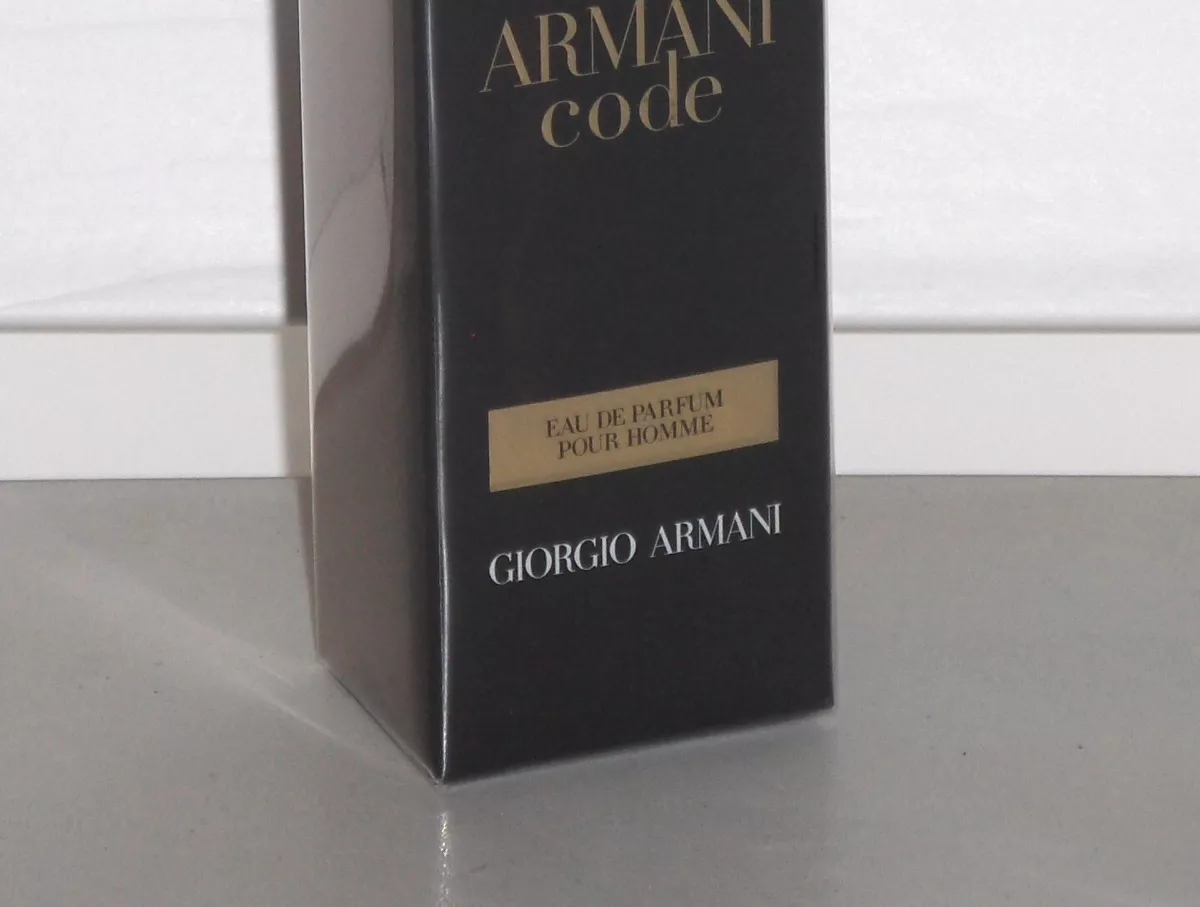 ARMANI
code
EAU DE PARFUM
POUR HOMME
GIORGIO ARMANI